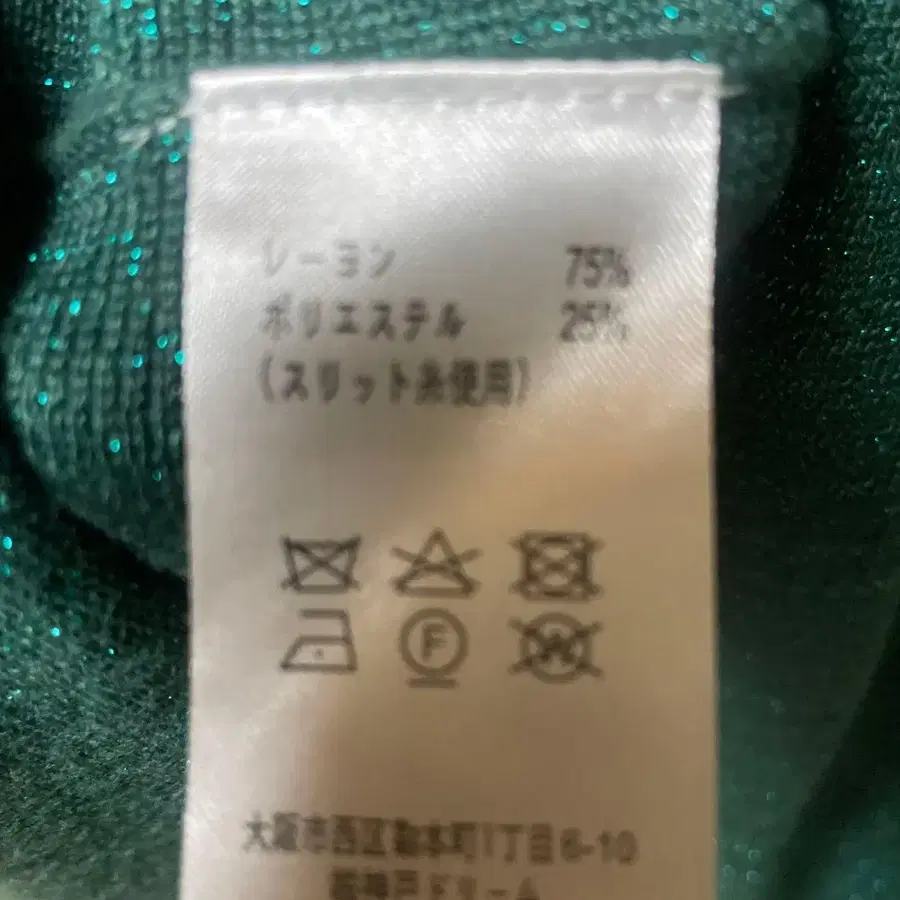 レーヨン 75%
ポリエステル 25%
(スリット糸使用)
F
W
大阪市西区靱本町1丁目6-10